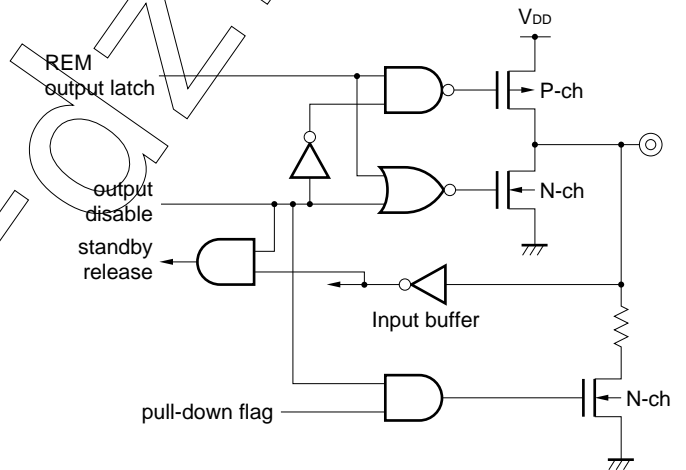 VDD
REM
output latch
P-ch
output
disable
N-ch
standby
release
Input buffer
pull-down flag
N-ch